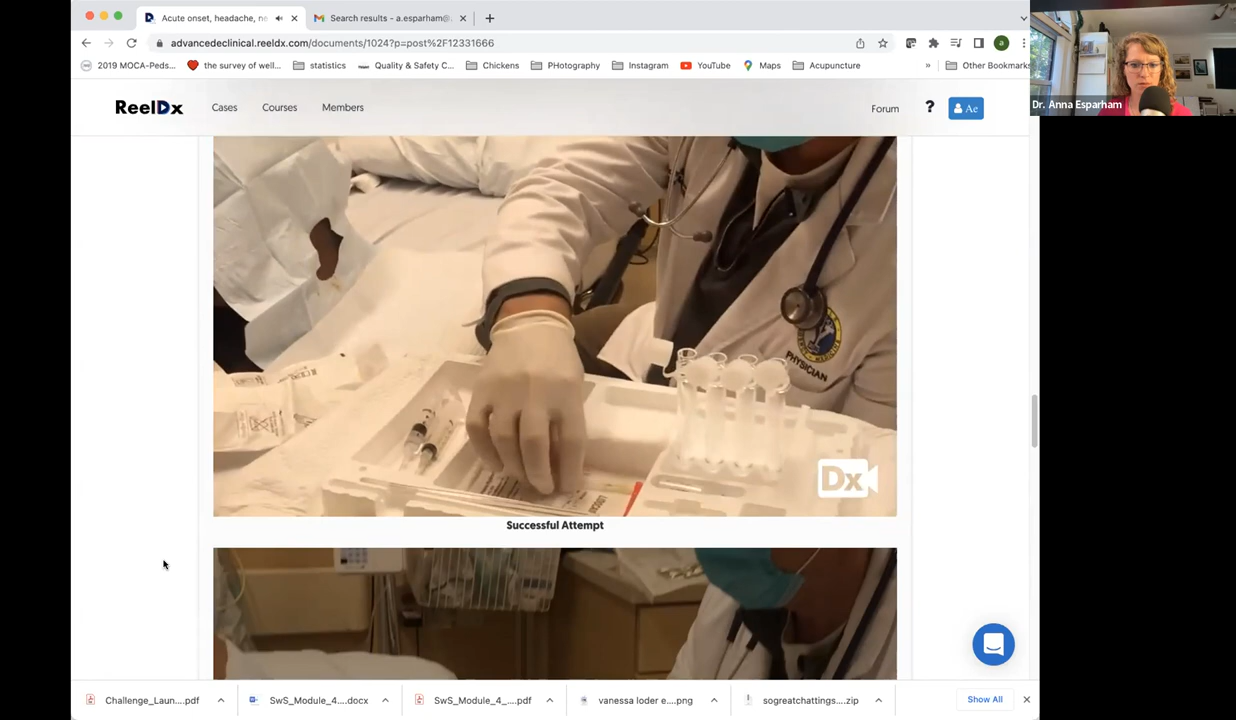 Acute onset, headache, ne
Search results - a.esparham@
advancedeclinical.reeldx.com/documents/1024?p=post%2F12331666
a
2019 MOCA-Peds...
the survey of well...
statistics
Quality & Safety C...
Chickens
PHotography
Instagram
YouTube
Maps
Acupuncture
»
Other Bookmarks
Dr. Anna Esparham
ReelDx
Cases
Courses
Members
Forum
?
Ae
PHYSICIAN
Dx
Successful Attempt
Challenge_Laun....pdf
SwS_Module_4....docx
SwS_Module_4_....pdf
vanessa loder e....png
sogreatchattings....zip
Show All